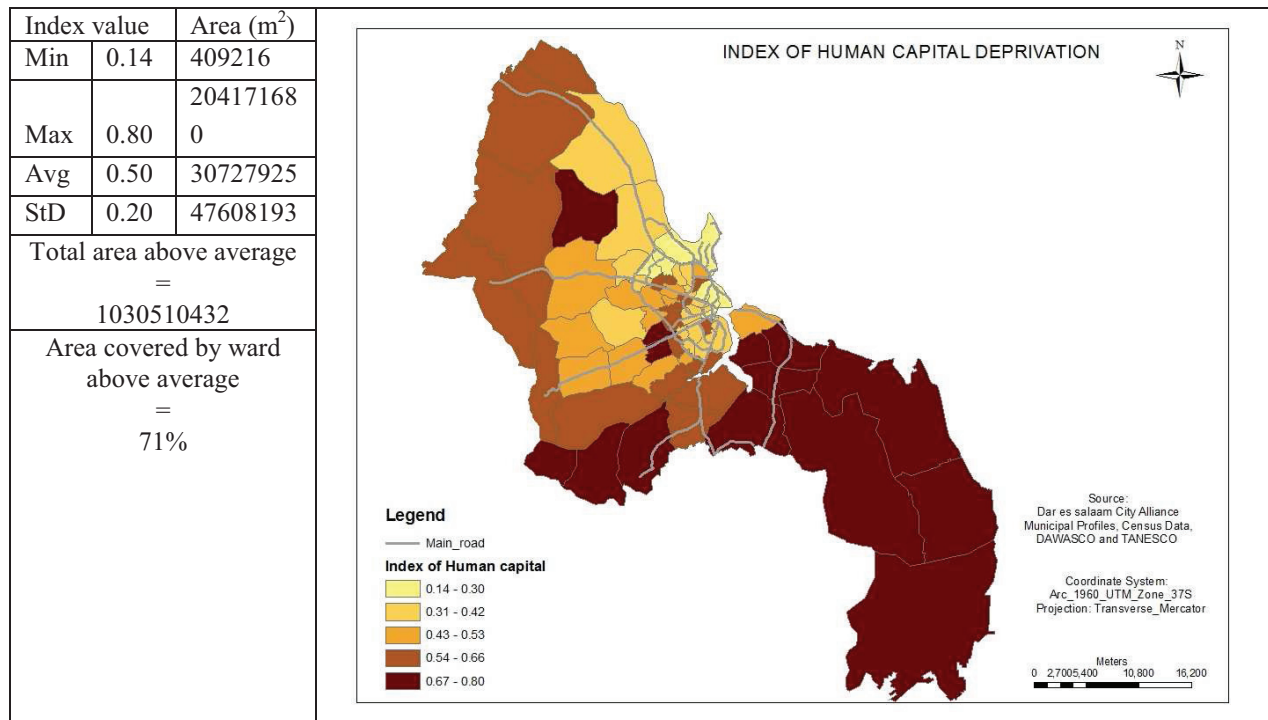 Index value Area (m²)
Min 0.14 409216
20417168
Max 0.80 0
Avg 0.50 30727925
StD 0.20 47608193
Total area above average
=
1030510432
Area covered by ward
above average
=
71%
INDEX OF HUMAN CAPITAL DEPRIVATION
N
Legend
Main_road
Index of Human capital
0.14 - 0.30
0.31 - 0.42
0.43 - 0.53
0.54 - 0.66
0.67 - 0.80
Source:
Dar es salaam City Alliance
Municipal Profiles, Census Data,
DAWASCO and TANESCO
Coordinate System:
Arc_1960_UTM_Zone_37S
Projection: Transverse_Mercator
Meters
0 2,7005,400 10,800 16,200